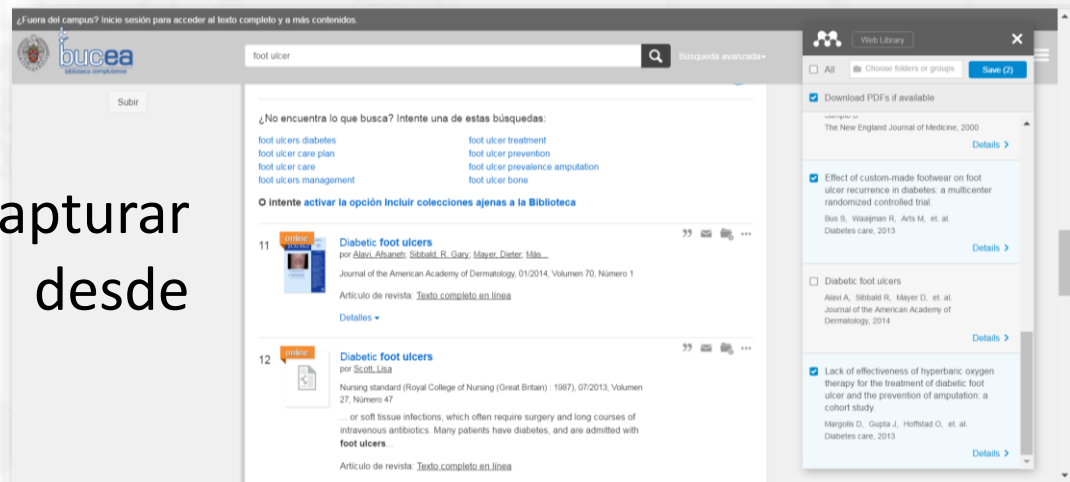 ¿Fuera del campus? Inicie sesión para acceder al texto completo y a más contenidos.
bucea
biblioteca complutense
foot ulcer
Búsqueda avanzada
Subir
apturar
desde
¿No encuentra lo que busca? Intente una de estas búsquedas:
foot ulcers diabetes
foot ulcer treatment
foot ulcer care plan
foot ulcer prevention
foot ulcer care
foot ulcer prevalence amputation
foot ulcers management
foot ulcer bone
O intente activar la opción Incluir colecciones ajenas a la Biblioteca
11
online
Diabetic foot ulcers
por Alavi, Afsaneh; Sibbald, R. Gary; Mayer, Dieter; Más...
Journal of the American Academy of Dermatology, 01/2014, Volumen 70, Número 1
Artículo de revista: Texto completo en línea
Detalles
12
online
Diabetic foot ulcers
por Scott, Lisa
Nursing standard (Royal College of Nursing (Great Britain) : 1987), 07/2013, Volumen
27, Número 47
... or soft tissue infections, which often require surgery and long courses of
intravenous antibiotics. Many patients have diabetes, and are admitted with
foot ulcers...
Artículo de revista: Texto completo en línea
Web Library
All
Choose folders or groups
Save (2)
Download PDFs if available
The New England Journal of Medicine, 2000
Details >
Effect of custom-made footwear on foot
ulcer recurrence in diabetes: a multicenter
randomized controlled trial.
Bus S, Waaijman R, Arts M, et. al.
Diabetes care, 2013
Details >
Diabetic foot ulcers
Alavi A, Sibbald R, Mayer D, et. al.
Journal of the American Academy of
Dermatology, 2014
Details >
Lack of effectiveness of hyperbaric oxygen
therapy for the treatment of diabetic foot
ulcer and the prevention of amputation: a
cohort study.
Margolis D, Gupta J, Hoffstad O, et. al.
Diabetes care, 2013
Details >